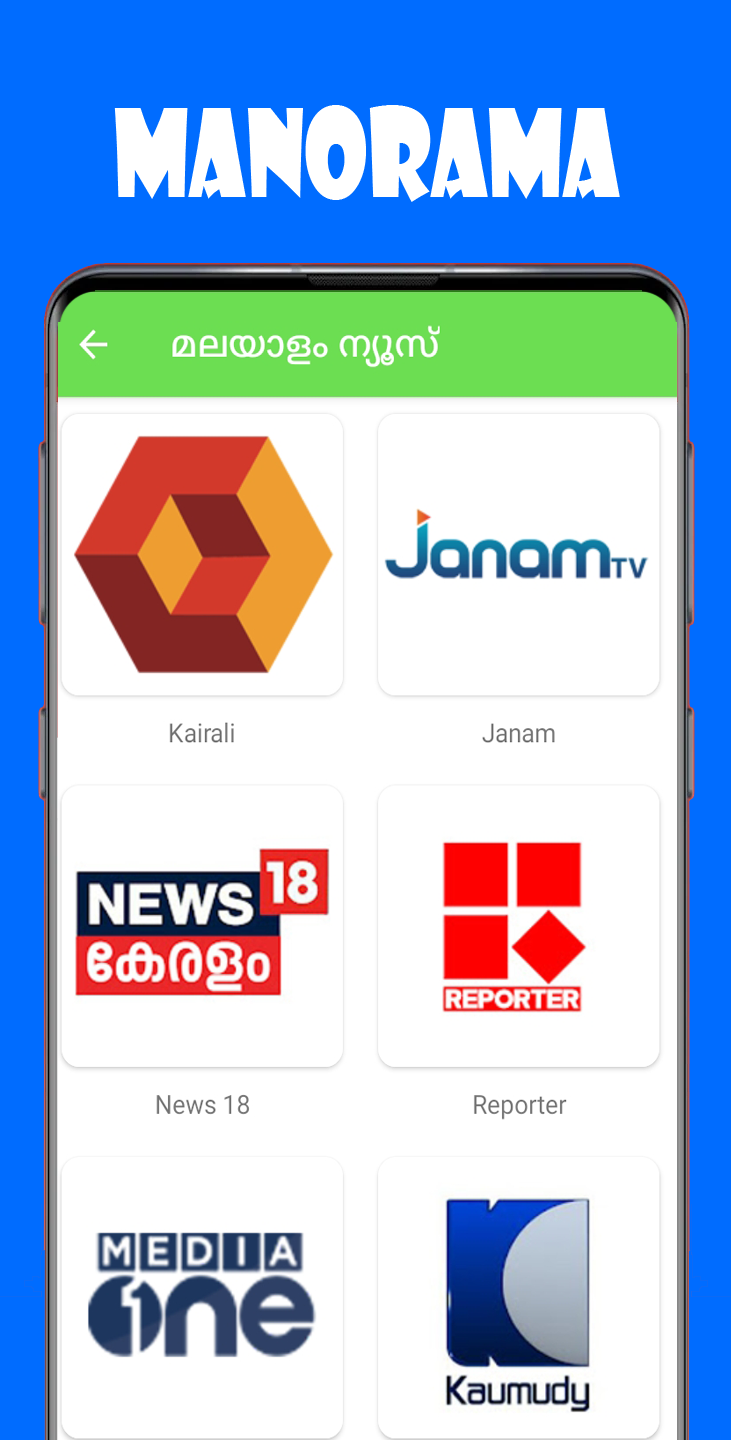 MANORAMA
മലയാളം ന്യൂസ്
Janam TV
Kairali
Janam
NEWS 18
കേരളം
REPORTER
News 18
Reporter
MEDIA
one
Kaumudy